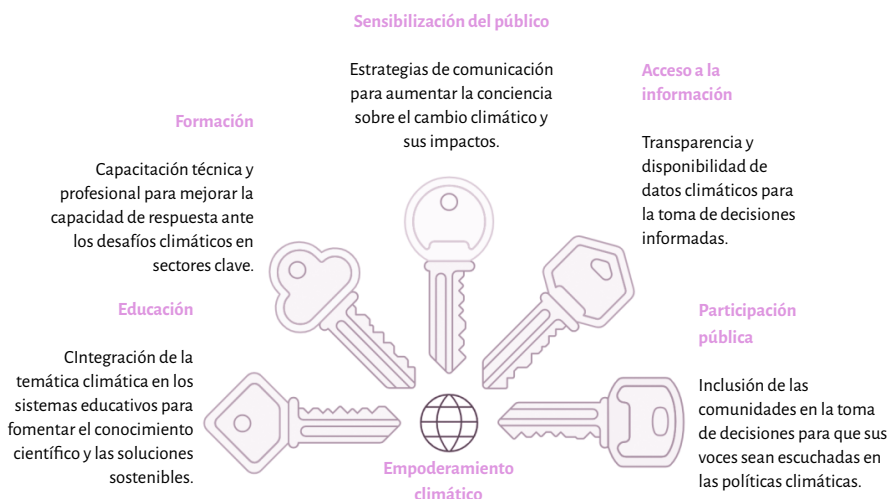 Sensibilización del público
Estrategias de comunicación
para aumentar la conciencia
sobre el cambio climático y
sus impactos.
Acceso a la
información
Transparencia y
disponibilidad de
datos climáticos para
la toma de decisiones
informadas.
Formación
Capacitación técnica y
profesional para mejorar la
capacidad de respuesta ante
los desafíos climáticos en
sectores clave.
Educación
CIntegración de la
temática climática en los
sistemas educativos para
fomentar el conocimiento
científico y las soluciones
sostenibles.
Participación
pública
Inclusión de las
comunidades en la toma
de decisiones para que sus
voces sean escuchadas en
las políticas climáticas.
Empoderamiento
climático